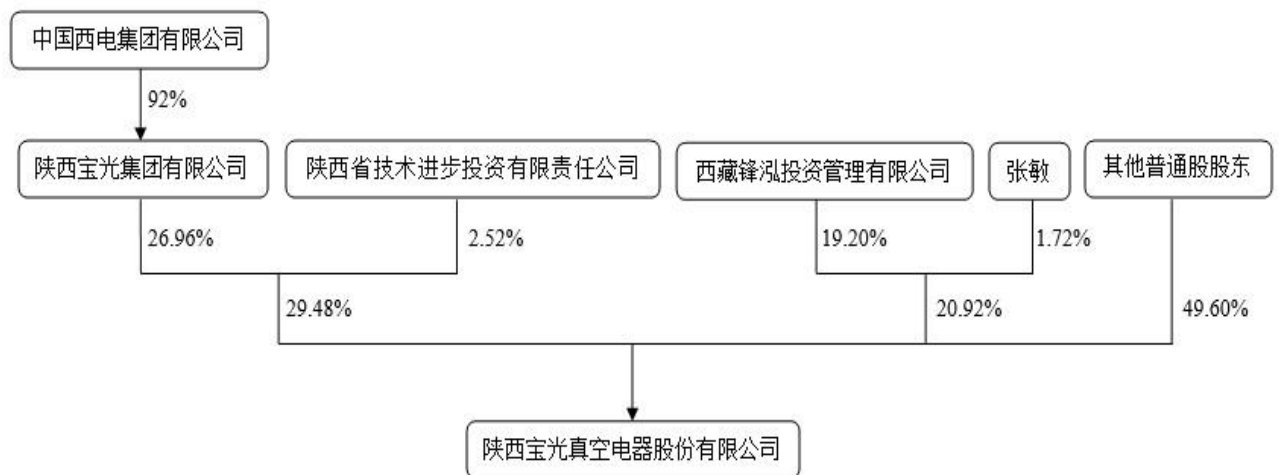 中国西电集团有限公司
92%
陕西宝光集团有限公司
陕西省技术进步投资有限责任公司
西藏锋泓投资管理有限公司
张敏
其他普通股股东
26.96%
2.52%
19.20%
1.72%
29.48%
20.92%
49.60%
陕西宝光真空电器股份有限公司